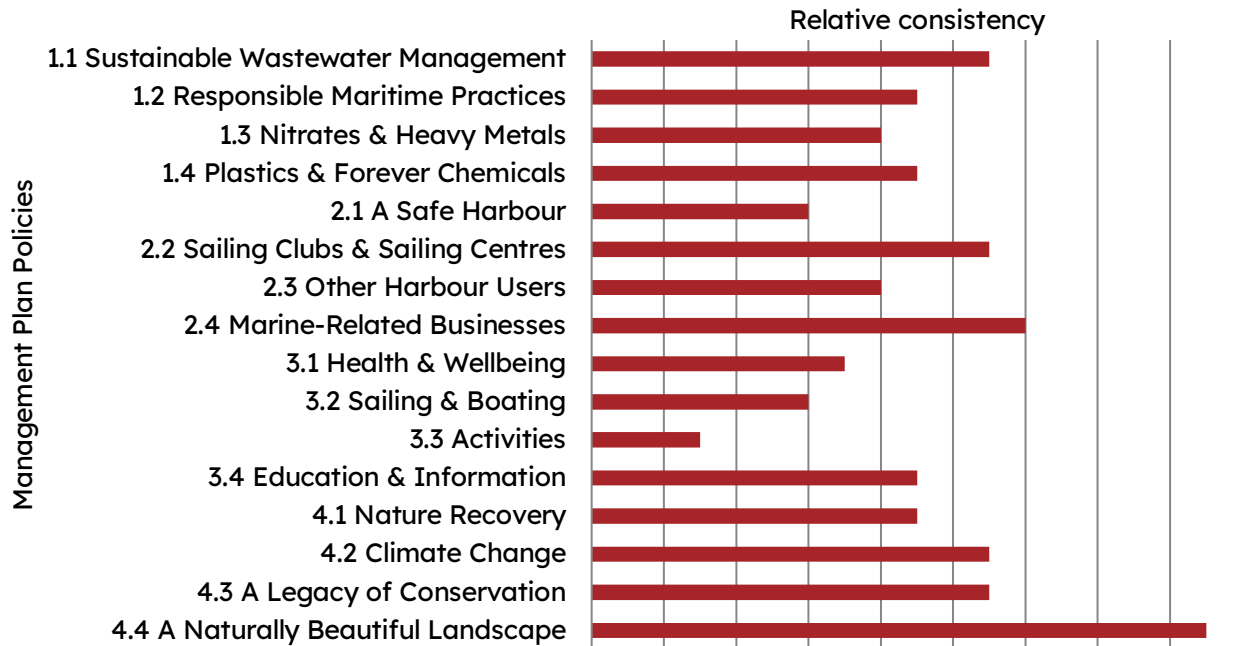 Relative consistency
1.1 Sustainable Wastewater Management
1.2 Responsible Maritime Practices
1.3 Nitrates & Heavy Metals
1.4 Plastics & Forever Chemicals
2.1 A Safe Harbour
2.2 Sailing Clubs & Sailing Centres
2.3 Other Harbour Users
2.4 Marine-Related Businesses
3.1 Health & Wellbeing
3.2 Sailing & Boating
3.3 Activities
3.4 Education & Information
4.1 Nature Recovery
4.2 Climate Change
4.3 A Legacy of Conservation
4.4 A Naturally Beautiful Landscape
Management Plan Policies